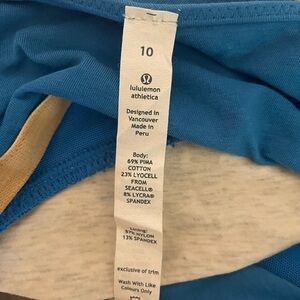 10
lululemon
athletica
Designed in
Vancouver
Made in
Peru
Body:
69% PIMA
COTTON
23% LYOCELL
FROM
SEACELL®
8% LYCRA®
SPANDEX
Lining:
87% NYLON
13% SPANDEX
exclusive of trim
Wash With Like
Colours Only